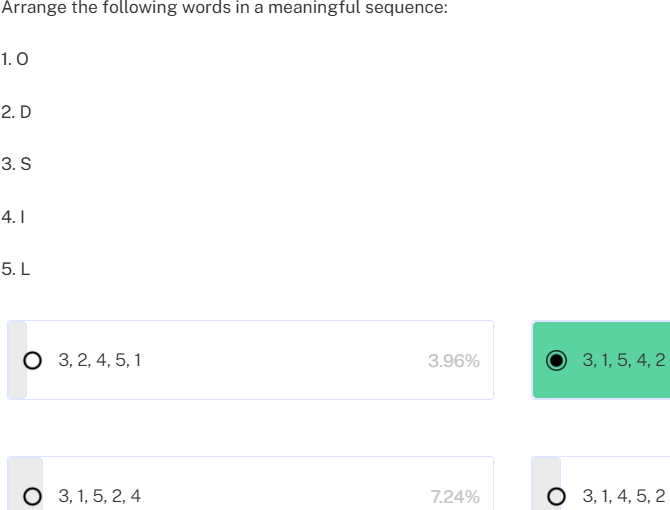 Arrange the following words in a meaningful sequence:
1. O
2. D
3. S
4. I
5. L
3, 2, 4, 5, 1 3.96%
3, 1, 5, 4, 2
3, 1, 5, 2, 4 7.24%
3, 1, 4, 5, 2